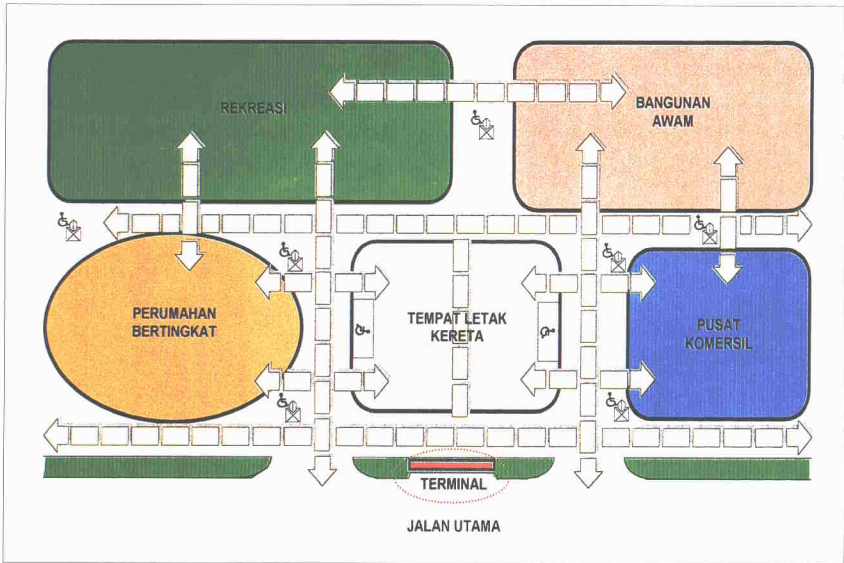 REKREASI
BANGUNAN
AWAM
PERUMAHAN
BERTINGKAT
TEMPAT LETAK
KERETA
PUSAT
KOMERSIL
TERMINAL
JALAN UTAMA